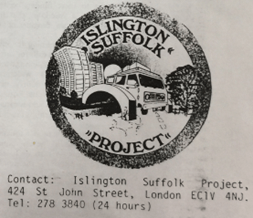 ISLINGTON
SUFFOLK
»PROJECT«
Contact: Islington Suffolk Project,
424 St John Street, London EC1V 4NJ.
Tel: 278 3840 (24 hours)